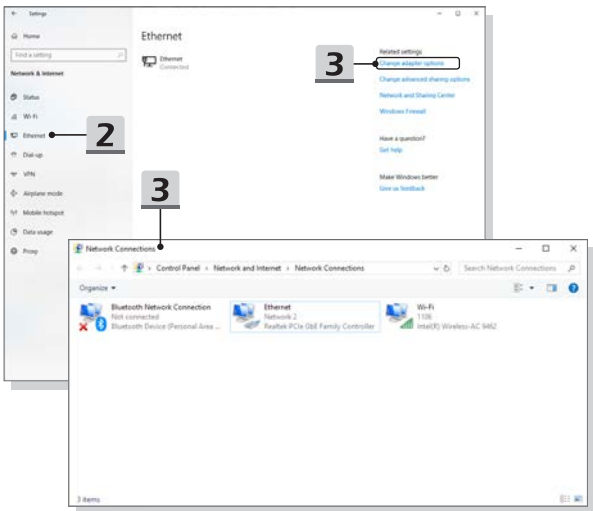 Settings
Home
Find a setting
Network & Internet
Status
Wi-Fi
Ethernet
Dial-up
VPN
Airplane mode
Mobile hotspot
Data usage
Proxy
2
Ethernet
Ethernet
Connected
3
Related settings
Change adapter options
Change advanced sharing options
Network and Sharing Center
Windows Firewall
Have a question?
Get help
Make Windows better
Give us feedback
3
Network Connections
Control Panel › Network and Internet › Network Connections
Search Network Connections
Organize
Bluetooth Network Connection
Not connected
Bluetooth Device (Personal Area ...
Ethernet
Network 2
Realtek PCIe GbE Family Controller
Wi-Fi
1106
Intel(R) Wireless-AC 9462
3 items